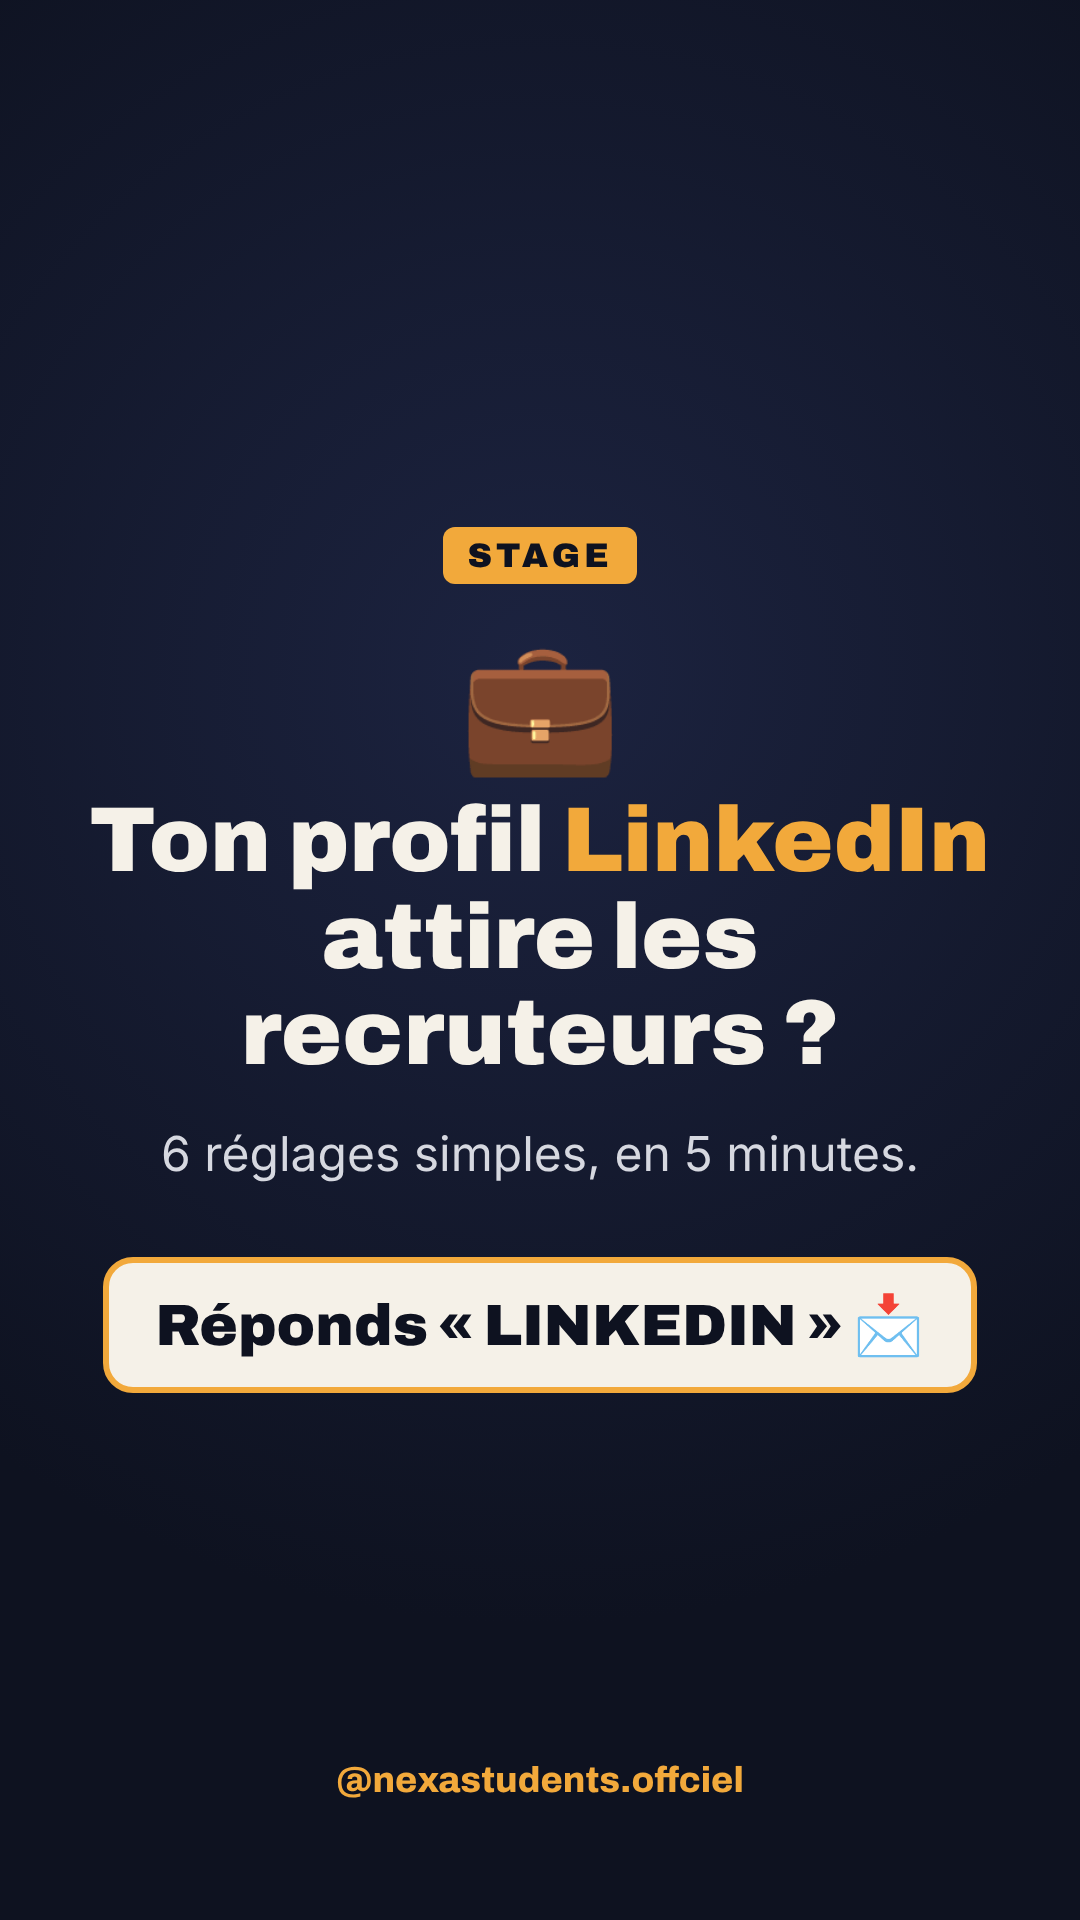 STAGE
Ton profil LinkedIn
attire les
recruteurs ?
6 réglages simples, en 5 minutes.
Réponds « LINKEDIN » 📩
@nexastudents.offciel